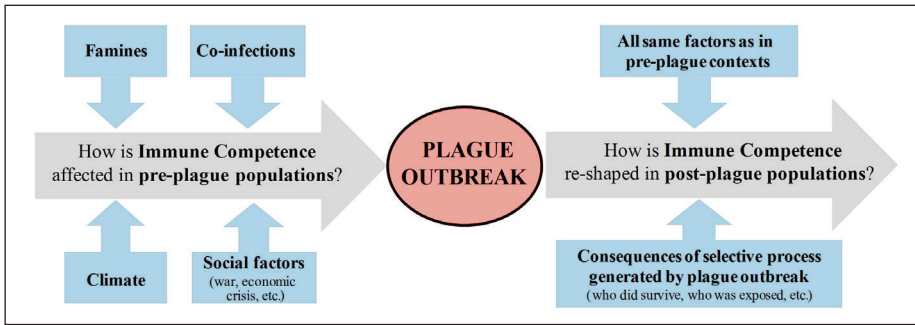 Famines
Co-infections
How is Immune Competence
affected in pre-plague populations?
Climate
Social factors
(war, economic
crisis, etc.)
PLAGUE
OUTBREAK
All same factors as in
pre-plague contexts
How is Immune Competence
re-shaped in post-plague populations?
Consequences of selective process
generated by plague outbreak
(who did survive, who was exposed, etc.)